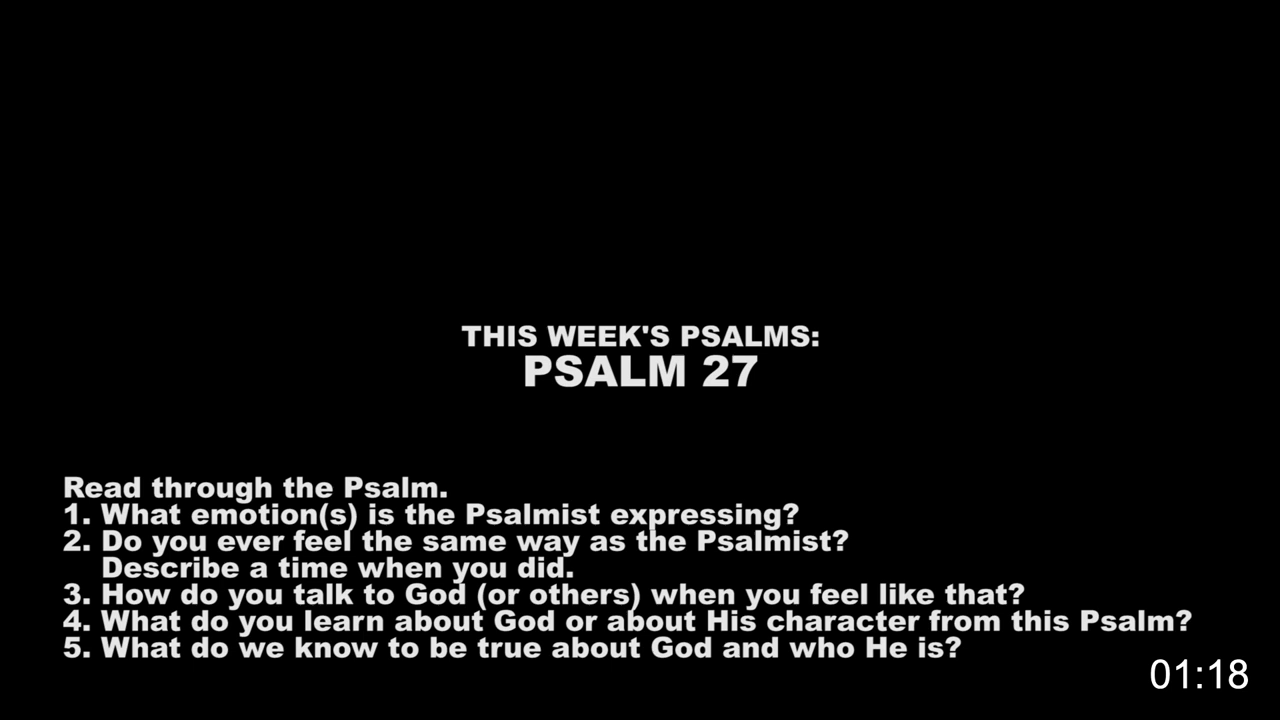 THIS WEEK'S PSALMS:
PSALM 27
Read through the Psalm.
1. What emotion(s) is the Psalmist expressing?
2. Do you ever feel the same way as the Psalmist?
Describe a time when you did.
3. How do you talk to God (or others) when you feel like that?
4. What do you learn about God or about His character from this Psalm?
5. What do we know to be true about God and who He is?
01:18